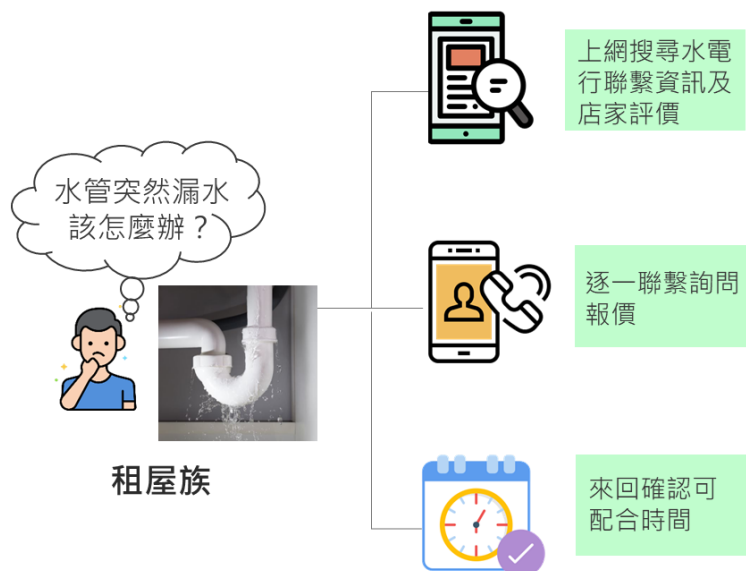 上網搜尋水電
行聯繫資訊及
店家評價
水管突然漏水
該怎麼辦？
逐一聯繫詢問
報價
租屋族
來回確認可
配合時間